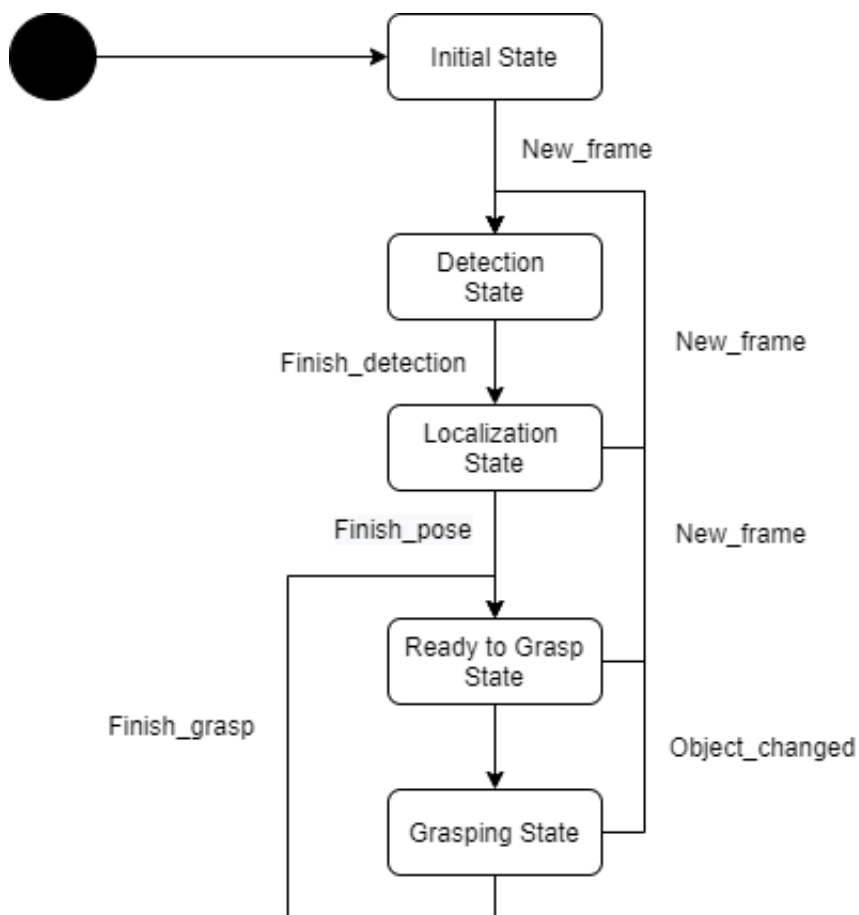 Initial State
New_frame
Detection
State
New_frame
Finish_detection
Localization
State
Finish_pose
New_frame
Ready to Grasp
State
Finish_grasp
Object_changed
Grasping State